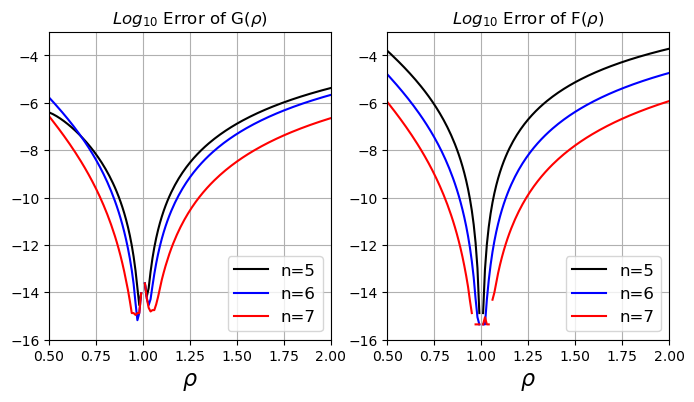 Log10 Error of G(ρ)
−4
−6
−8
−10
−12
−14
−16
0.50 0.75 1.00 1.25 1.50 1.75 2.00
ρ
n=5
n=6
n=7
Log10 Error of F(ρ)
−4
−6
−8
−10
−12
−14
−16
0.50 0.75 1.00 1.25 1.50 1.75 2.00
ρ
n=5
n=6
n=7